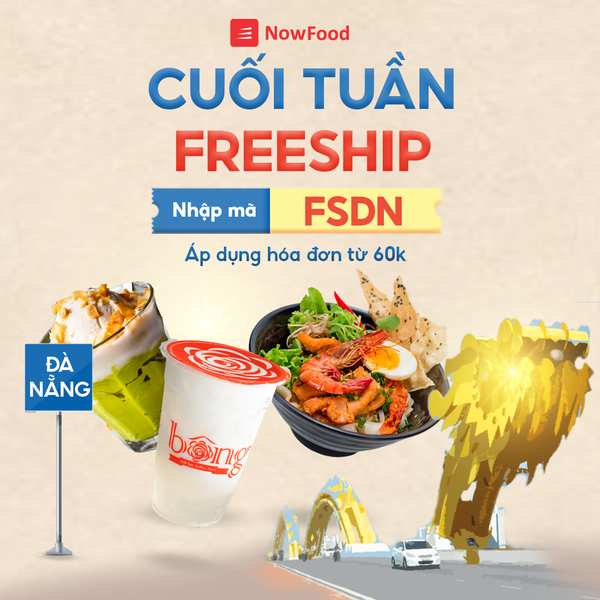 NowFood
CUỐI TUẦN
FREESHIP
Nhập mã FSDN
Áp dụng hóa đơn từ 60k
ĐÀ
NẴNG
bông